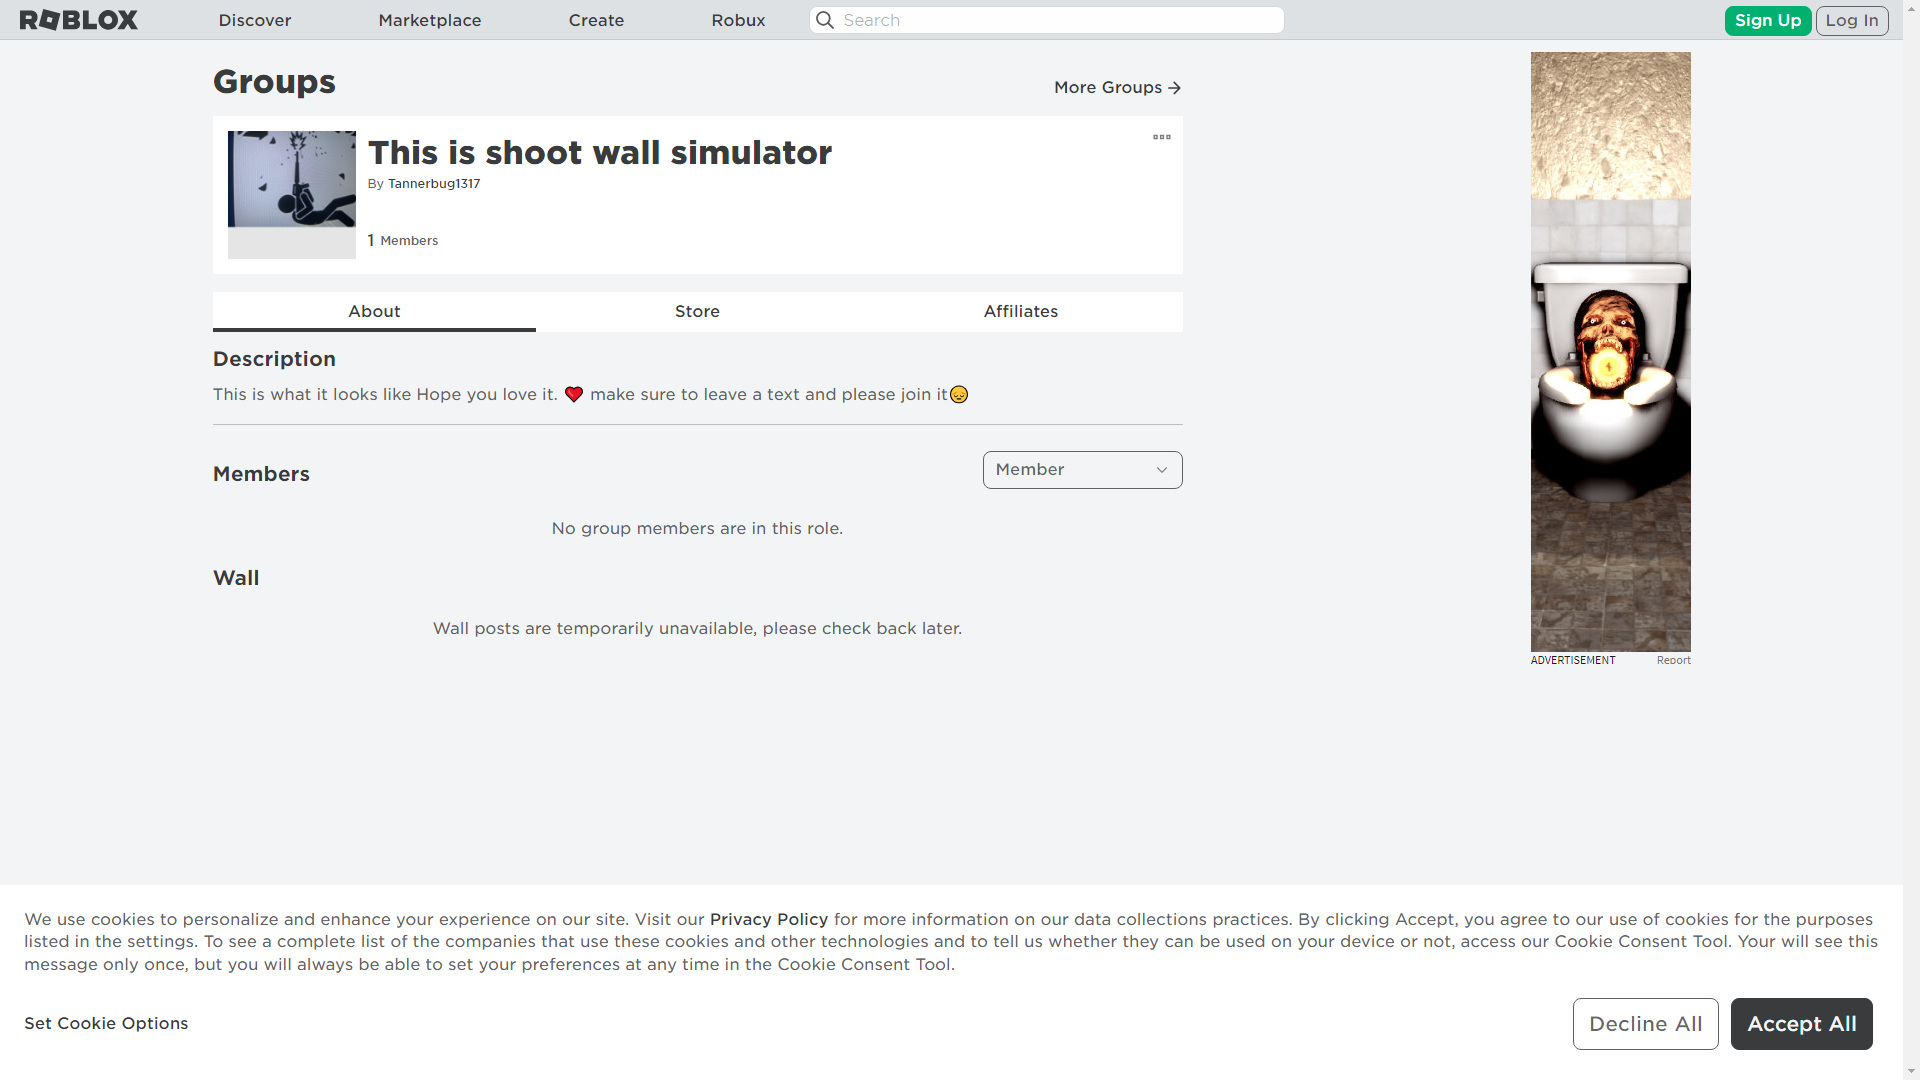 ROBLOX
Discover
Marketplace
Create
Robux
Search
Sign Up
Log In
Groups
More Groups
This is shoot wall simulator
By Tannerbug1317
1 Members
About
Store
Affiliates
Description
This is what it looks like Hope you love it. ❤️ make sure to leave a text and please join it😔
Members
Member
No group members are in this role.
Wall
Wall posts are temporarily unavailable, please check back later.
ADVERTISEMENT
Report
We use cookies to personalize and enhance your experience on our site. Visit our Privacy Policy for more information on our data collections practices. By clicking Accept, you agree to our use of cookies for the purposes
listed in the settings. To see a complete list of the companies that use these cookies and other technologies and to tell us whether they can be used on your device or not, access our Cookie Consent Tool. Your will see this
message only once, but you will always be able to set your preferences at any time in the Cookie Consent Tool.
Set Cookie Options
Decline All
Accept All